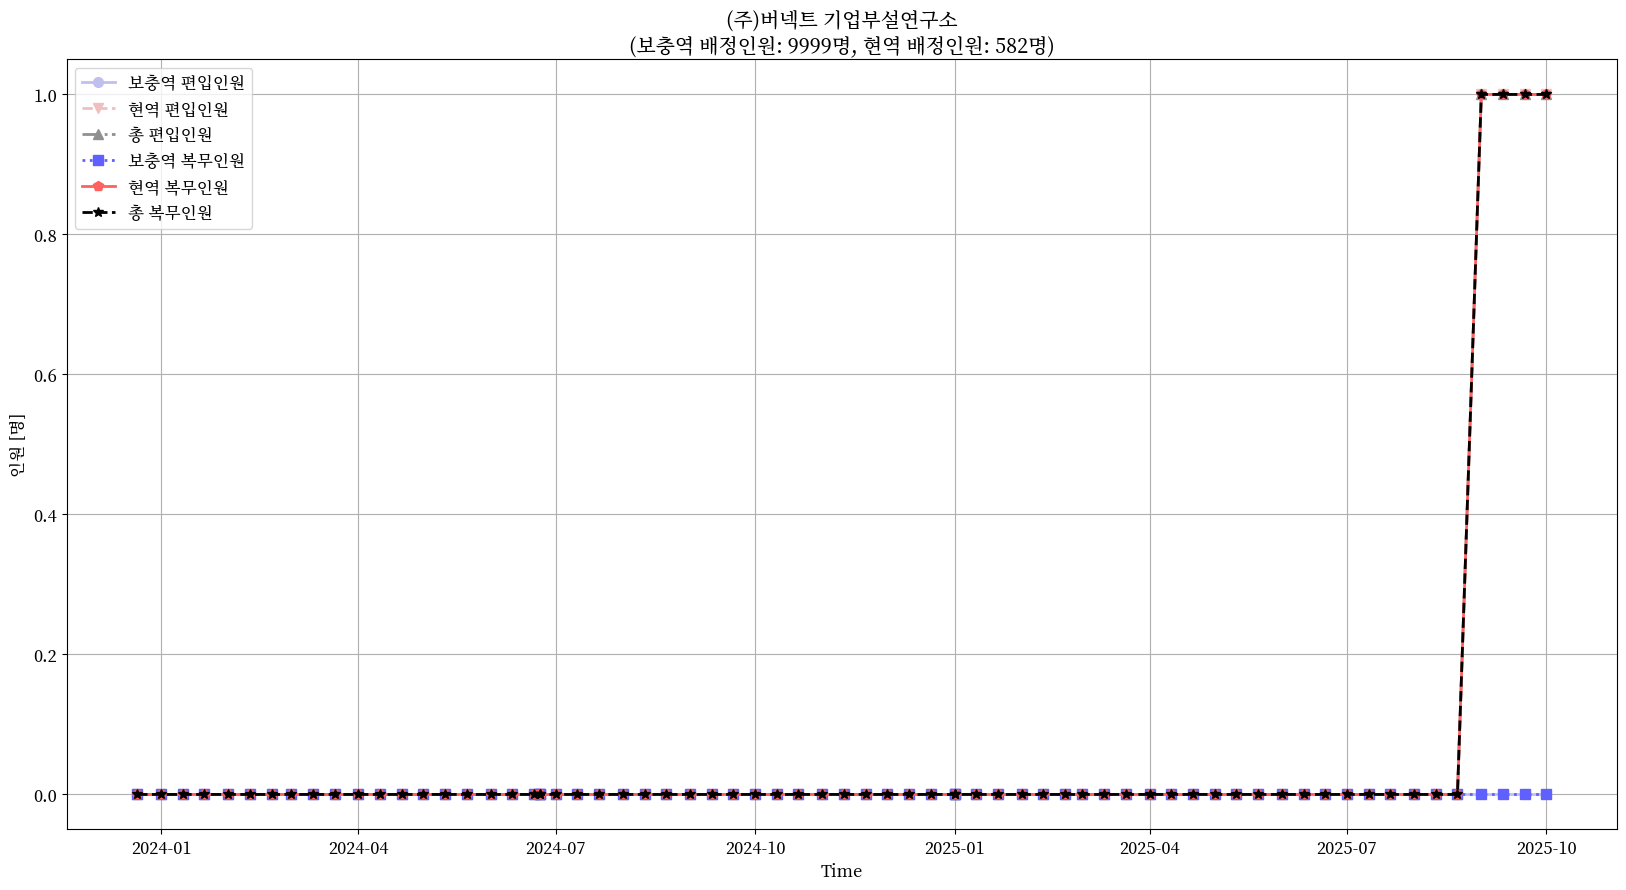 (주)버넥트 기업부설연구소
(보충역 배정인원: 9999명, 현역 배정인원: 582명)
보충역 편입인원
현역 편입인원
총 편입인원
보충역 복무인원
현역 복무인원
총 복무인원
1.0
0.8
0.6
0.4
0.2
0.0
인원 [명]
2024-01
2024-04
2024-07
2024-10
2025-01
2025-04
2025-07
2025-10
Time